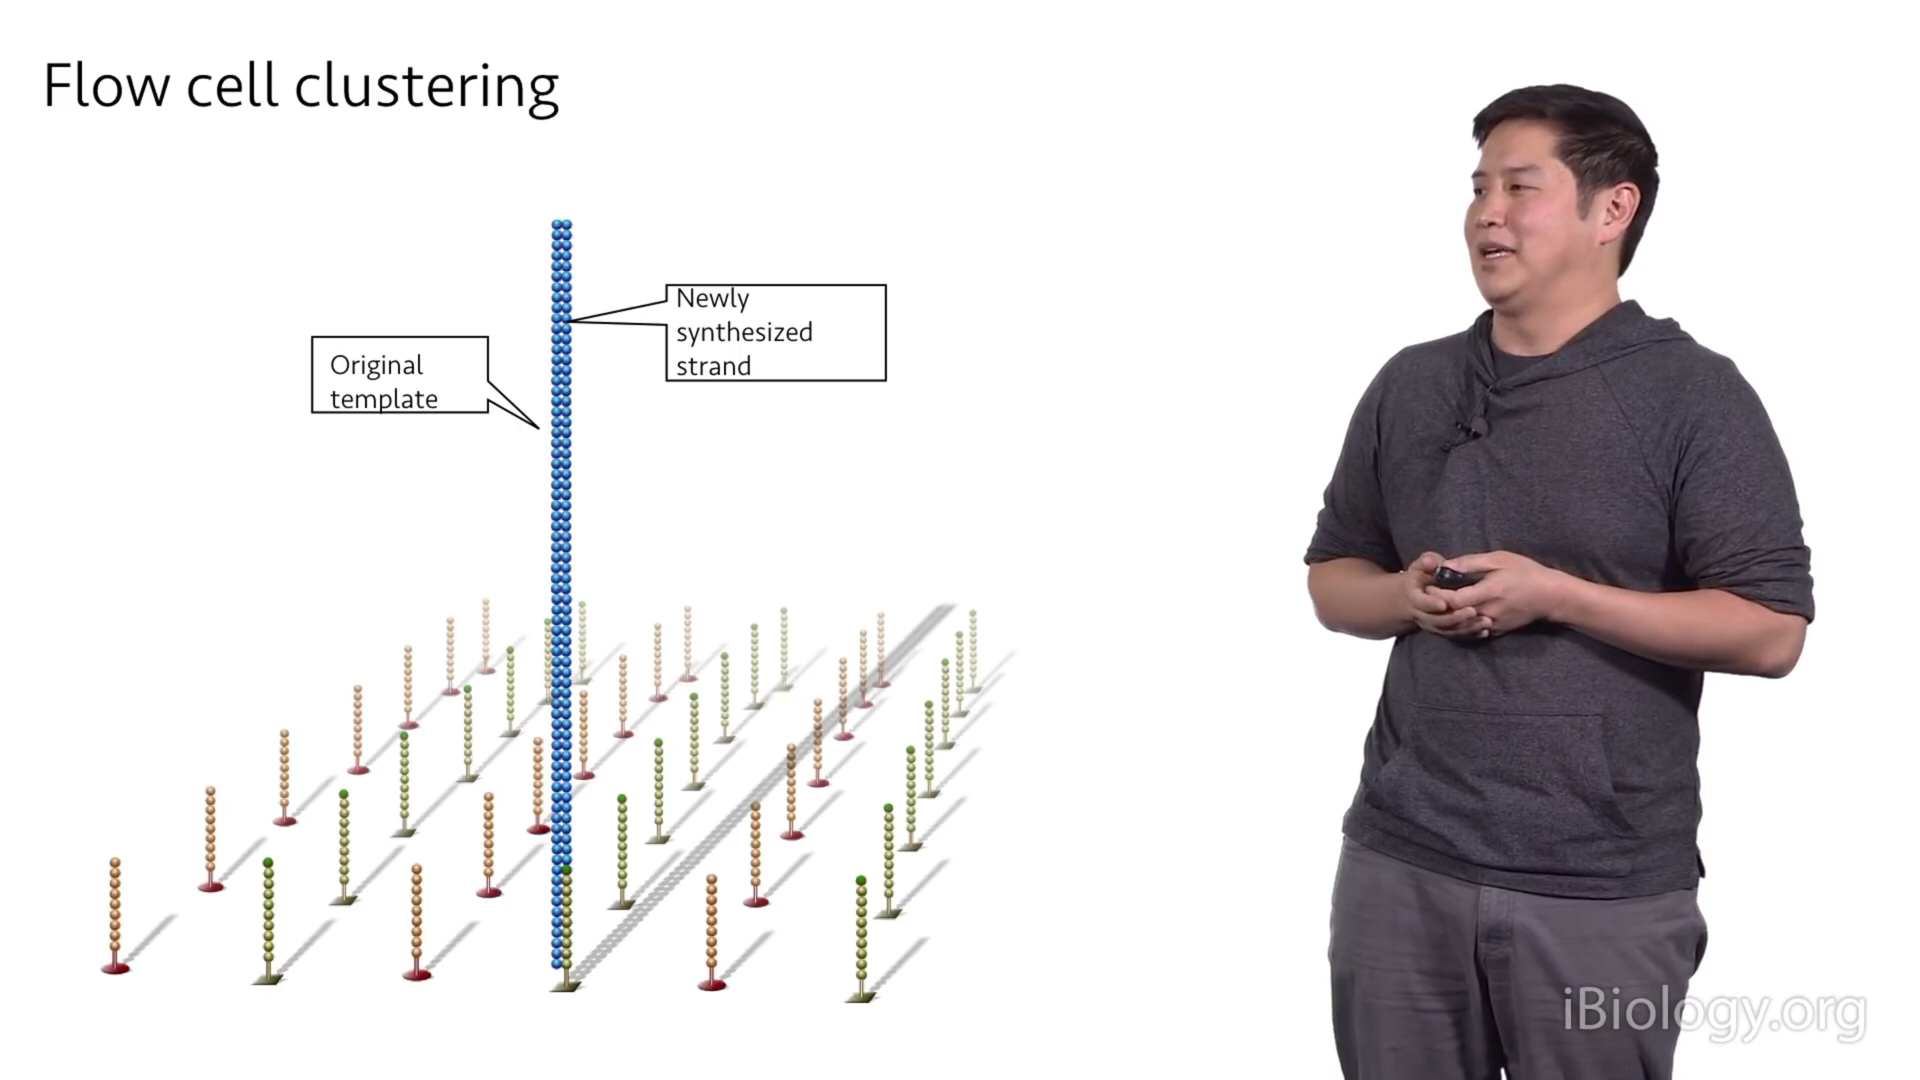 Flow cell clustering
Newly
synthesized
strand
Original
template
iBiology.org